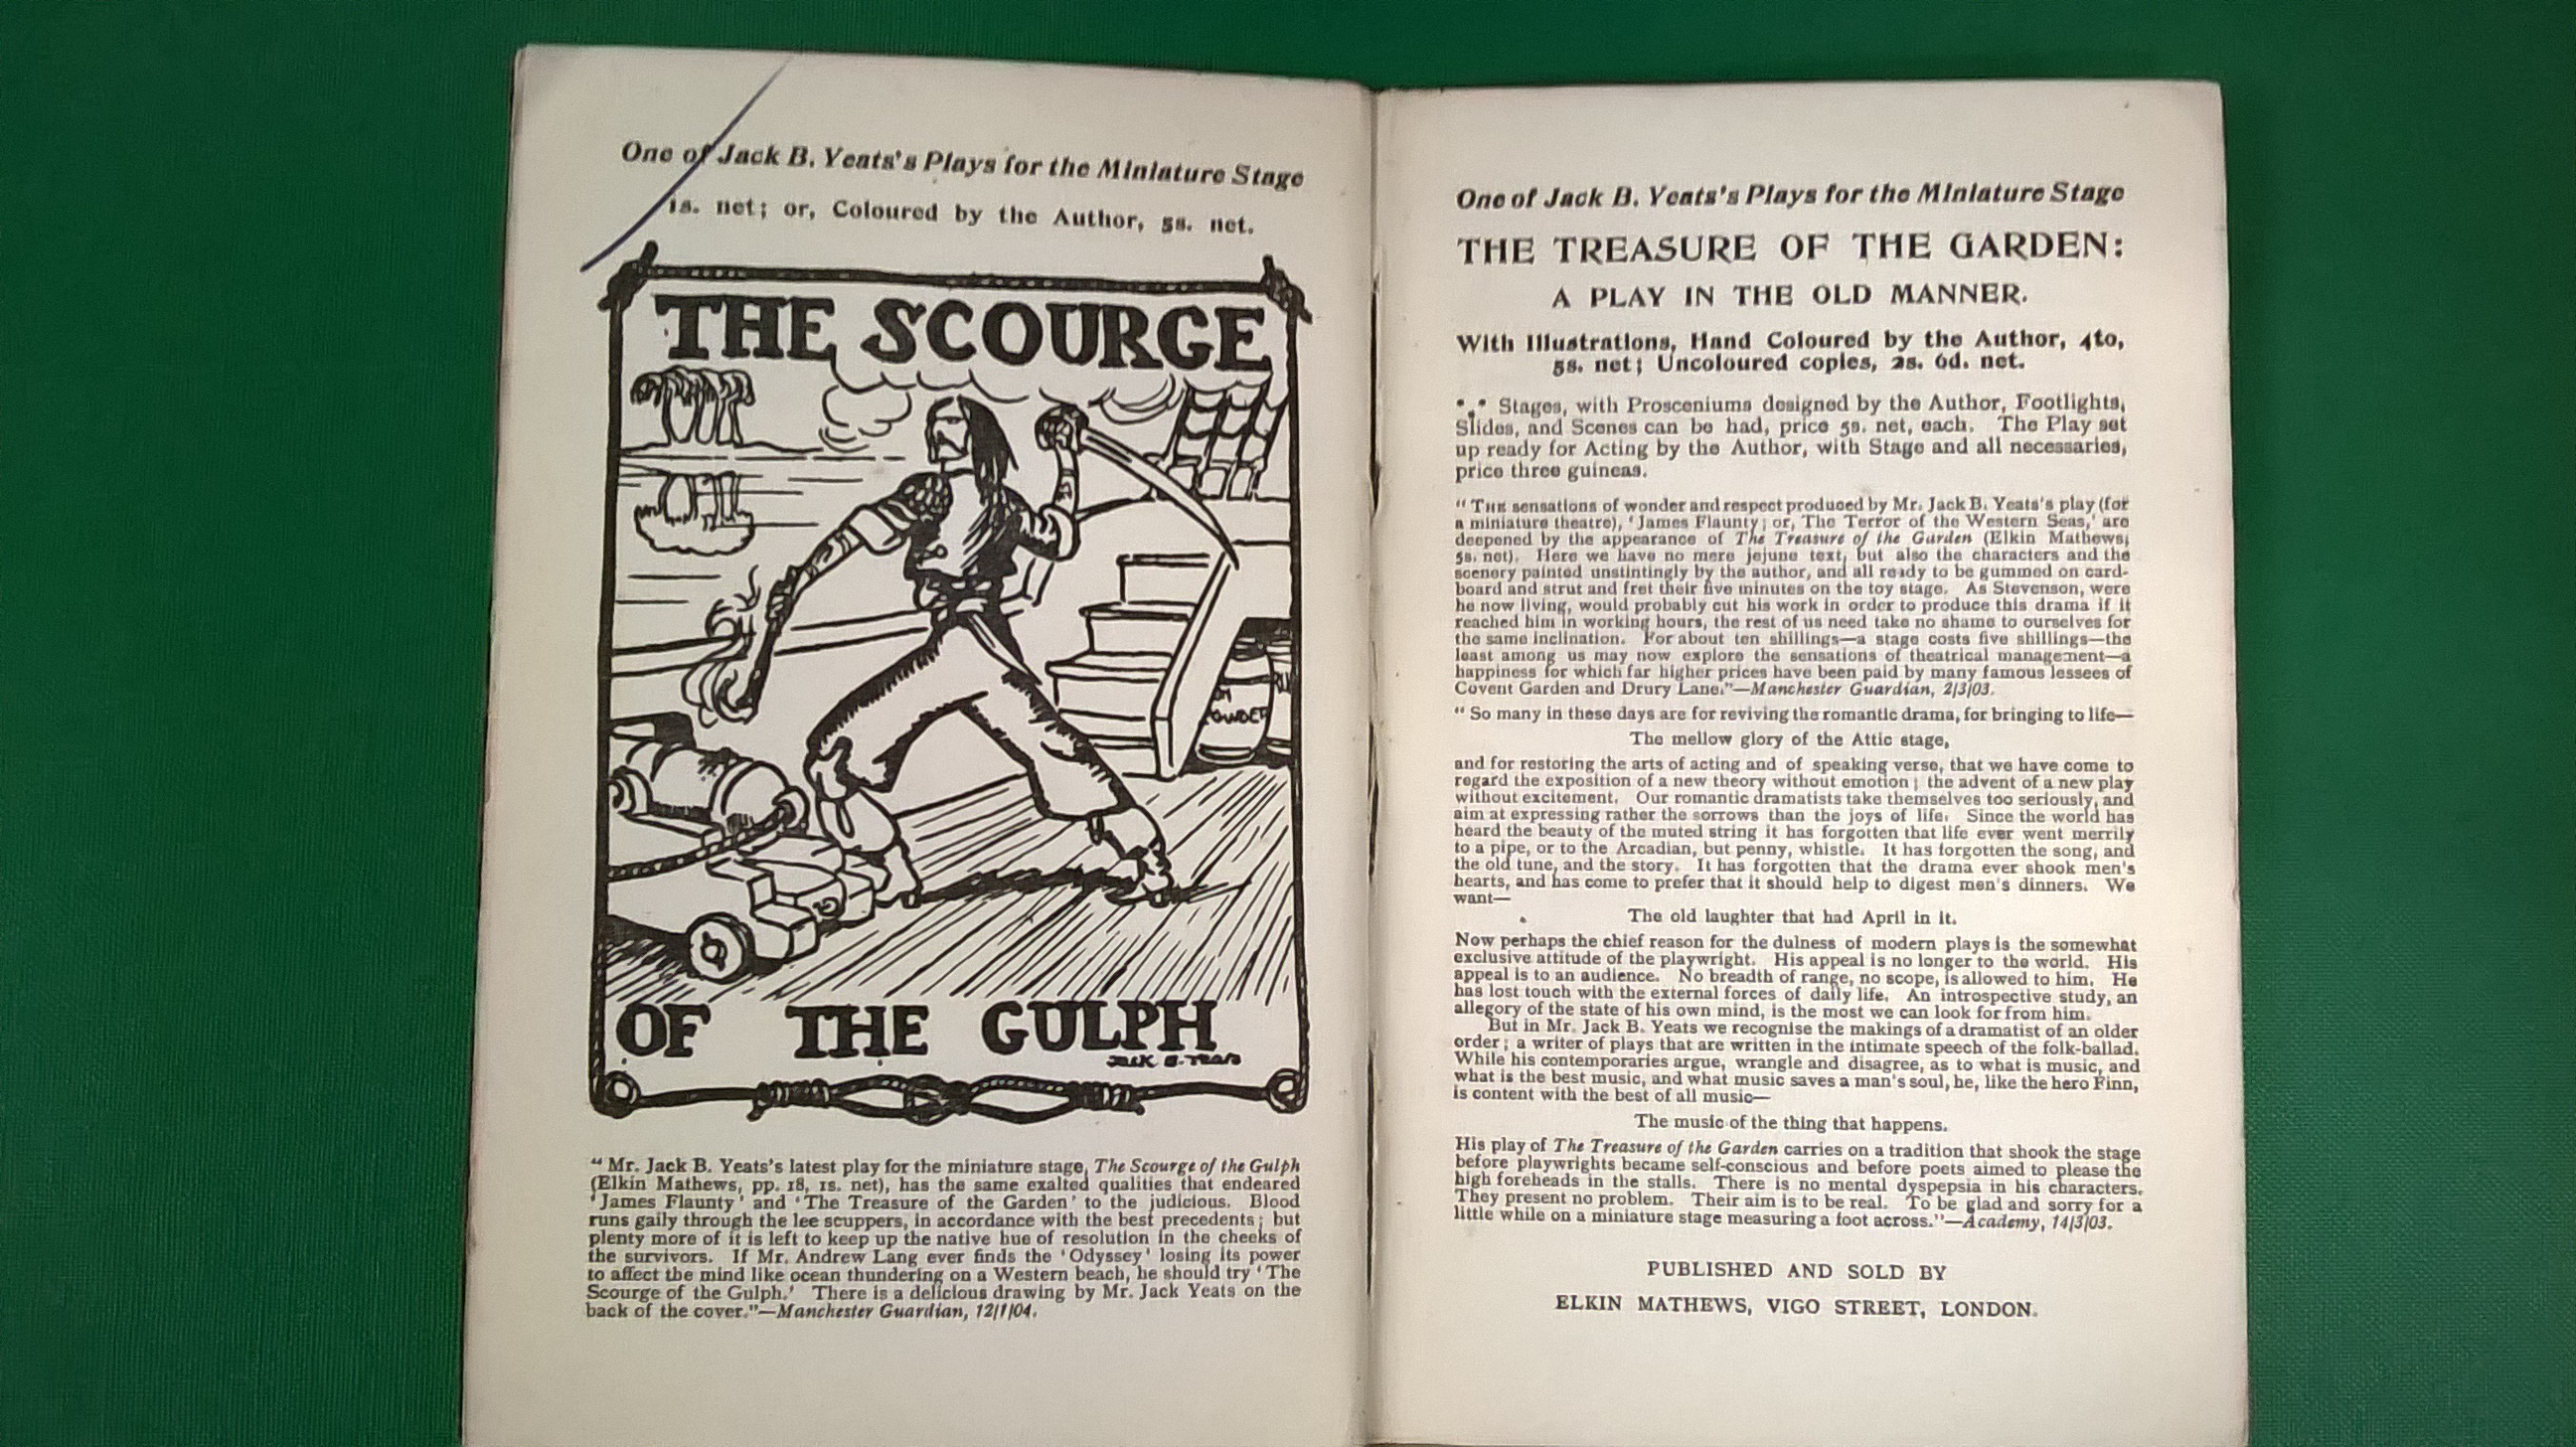 One of Jack B. Yeats's Plays for the Miniature Stage
1s. net; or, Coloured by the Author, 5s. net.
THE SCOURGE
POWDER
OF THE GULPH
JACK B. YEATS
"Mr. Jack B. Yeats's latest play for the miniature stage, The Scourge of the Gulph
(Elkin Mathews, pp. 18, 1s. net), has the same exalted qualities that endeared
'James Flaunty' and 'The Treasure of the Garden' to the judicious. Blood
runs gaily through the lee scuppers, in accordance with the best precedents; but
plenty more of it is left to keep up the native hue of resolution in the cheeks of
the survivors. If Mr. Andrew Lang ever finds the 'Odyssey' losing its power
to affect the mind like ocean thundering on a Western beach, he should try 'The
Scourge of the Gulph.' There is a delicious drawing by Mr. Jack Yeats on the
back of the cover."—Manchester Guardian, 12/1/04.
One of Jack B. Yeats's Plays for the Miniature Stage
THE TREASURE OF THE GARDEN:
A PLAY IN THE OLD MANNER.
With Illustrations, Hand Coloured by the Author, 4to,
5s. net; Uncoloured copies, 2s. 6d. net.
*.* Stages, with Prosceniums designed by the Author, Footlights,
Slides, and Scenes can be had, price 5s. net, each. The Play set
up ready for Acting by the Author, with Stage and all necessaries,
price three guineas.
"THE sensations of wonder and respect produced by Mr. Jack B. Yeats's play (for
a miniature theatre), 'James Flaunty; or, The Terror of the Western Seas,' are
deepened by the appearance of The Treasure of the Garden (Elkin Mathews,
5s. net). Here we have no mere jejune text, but also the characters and the
scenery painted unstintingly by the author, and all ready to be gummed on card-
board and strut and fret their five minutes on the toy stage. As Stevenson, were
he now living, would probably cut his work in order to produce this drama if it
reached him in working hours, the rest of us need take no shame to ourselves for
the same inclination. For about ten shillings—a stage costs five shillings—the
least among us may now explore the sensations of theatrical management—a
happiness for which far higher prices have been paid by many famous lessees of
Covent Garden and Drury Lane."—Manchester Guardian, 2/3/03.
"So many in these days are for reviving the romantic drama, for bringing to life—
The mellow glory of the Attic stage,
and for restoring the arts of acting and of speaking verse, that we have come to
regard the exposition of a new theory without emotion; the advent of a new play
without excitement. Our romantic dramatists take themselves too seriously, and
aim at expressing rather the sorrows than the joys of life. Since the world has
heard the beauty of the muted string it has forgotten that life ever went merrily
to a pipe, or to the Arcadian, but penny, whistle. It has forgotten the song, and
the old tune, and the story. It has forgotten that the drama ever shook men's
hearts, and has come to prefer that it should help to digest men's dinners. We
want—
The old laughter that had April in it.
Now perhaps the chief reason for the dulness of modern plays is the somewhat
exclusive attitude of the playwright. His appeal is no longer to the world. His
appeal is to an audience. No breadth of range, no scope, is allowed to him. He
has lost touch with the external forces of daily life. An introspective study, an
allegory of the state of his own mind, is the most we can look for from him.
But in Mr. Jack B. Yeats we recognise the makings of a dramatist of an older
order; a writer of plays that are written in the intimate speech of the folk-ballad.
While his contemporaries argue, wrangle and disagree, as to what is music, and
what is the best music, and what music saves a man's soul, he, like the hero Finn,
is content with the best of all music—
The music of the thing that happens.
His play of The Treasure of the Garden carries on a tradition that shook the stage
before playwrights became self-conscious and before poets aimed to please the
high foreheads in the stalls. There is no mental dyspepsia in his characters.
They present no problem. Their aim is to be real. To be glad and sorry for a
little while on a miniature stage measuring a foot across."—Academy, 14/3/03.
PUBLISHED AND SOLD BY
ELKIN MATHEWS, VIGO STREET, LONDON.